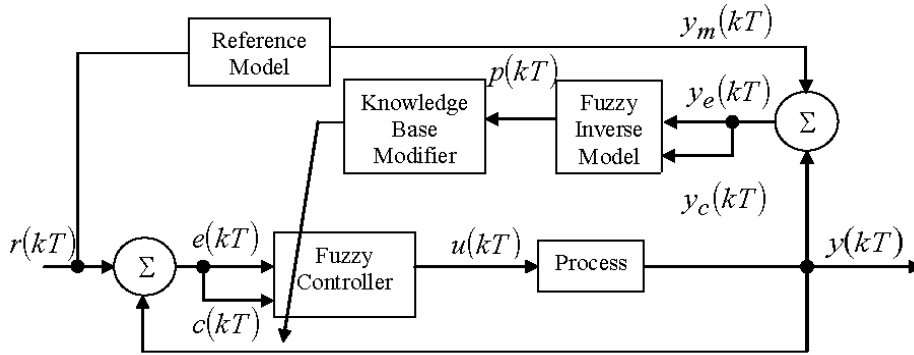 Reference
Model
y_m(kT)
p(kT)
Knowledge
Base
Modifier
Fuzzy
Inverse
Model
y_e(kT)
Σ
y_c(kT)
r(kT)
Σ
e(kT)
c(kT)
Fuzzy
Controller
u(kT)
Process
y(kT)